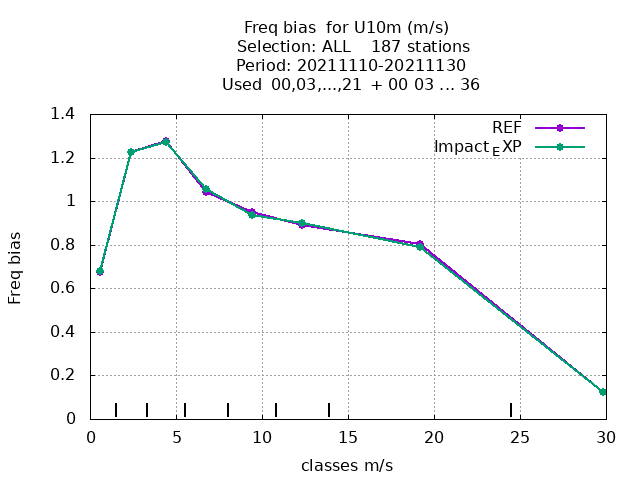 Freq bias  for U10m (m/s)
Selection: ALL    187 stations
Period: 20211110-20211130
Used  00,03,...,21  + 00 03 ... 36
REF
Impact_EXP
Freq bias
1.4
1.2
1
0.8
0.6
0.4
0.2
0
0 5 10 15 20 25 30
classes m/s